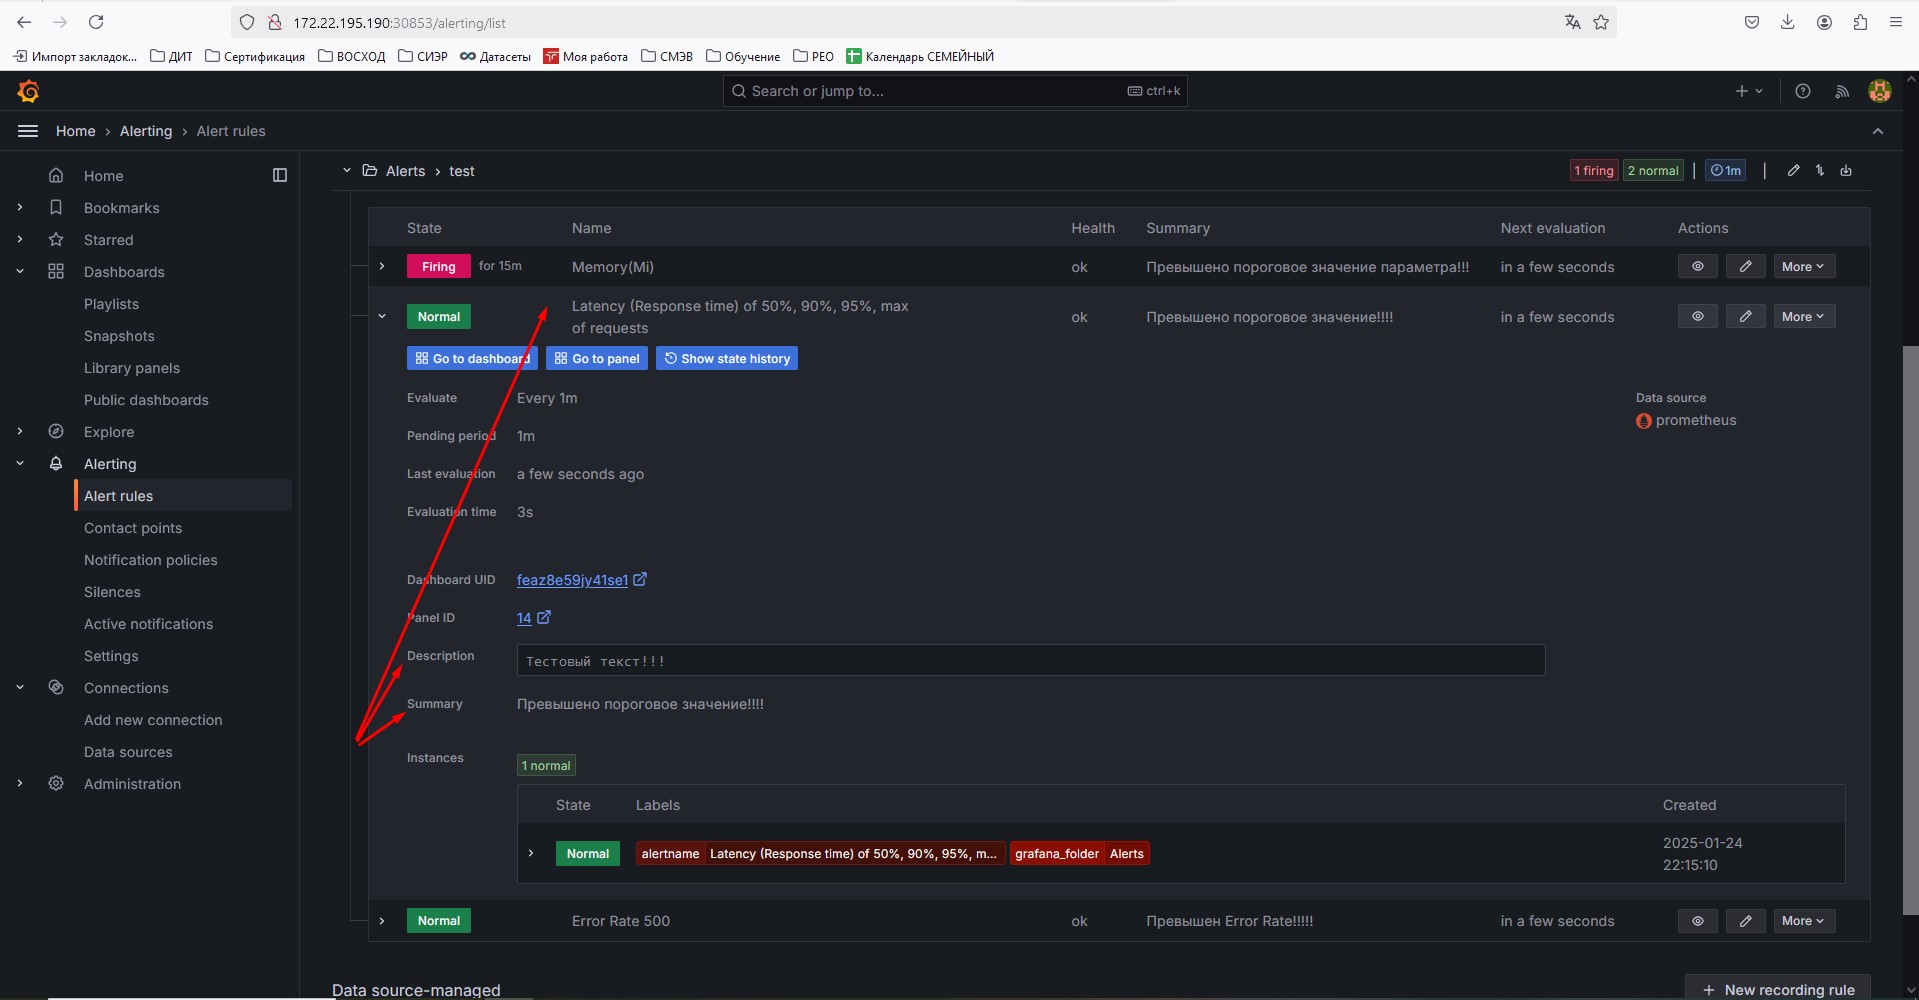 172.22.195.190:30853/alerting/list
Импорт закладок... ДИТ Сертификация ВОСХОД СИЭР Датасеты Моя работа СМЭВ Обучение РЕО Календарь СЕМЕЙНЫЙ
Search or jump to... ctrl+k
Home › Alerting › Alert rules
Home
Bookmarks
Starred
Dashboards
Playlists
Snapshots
Library panels
Public dashboards
Explore
Alerting
Alert rules
Contact points
Notification policies
Silences
Active notifications
Settings
Connections
Add new connection
Data sources
Administration
Alerts › test 1 firing 2 normal | 1m |
State Name Health Summary Next evaluation Actions
Firing for 15m Memory(Mi) ok Превышено пороговое значение параметра!!! in a few seconds More
Normal Latency (Response time) of 50%, 90%, 95%, max
of requests ok Превышено пороговое значение!!!! in a few seconds More
Go to dashboard Go to panel Show state history
Evaluate Every 1m
Data source
prometheus
Pending period 1m
Last evaluation a few seconds ago
Evaluation time 3s
Dashboard UID feaz8e59jy41se1
Panel ID 14
Description Тестовый текст!!!
Summary Превышено пороговое значение!!!!
Instances 1 normal
State Labels Created
Normal alertname Latency (Response time) of 50%, 90%, 95%, m... grafana_folder Alerts 2025-01-24
22:15:10
Normal Error Rate 500 ok Превышен Error Rate!!!!! in a few seconds More
Data source-managed + New recording rule